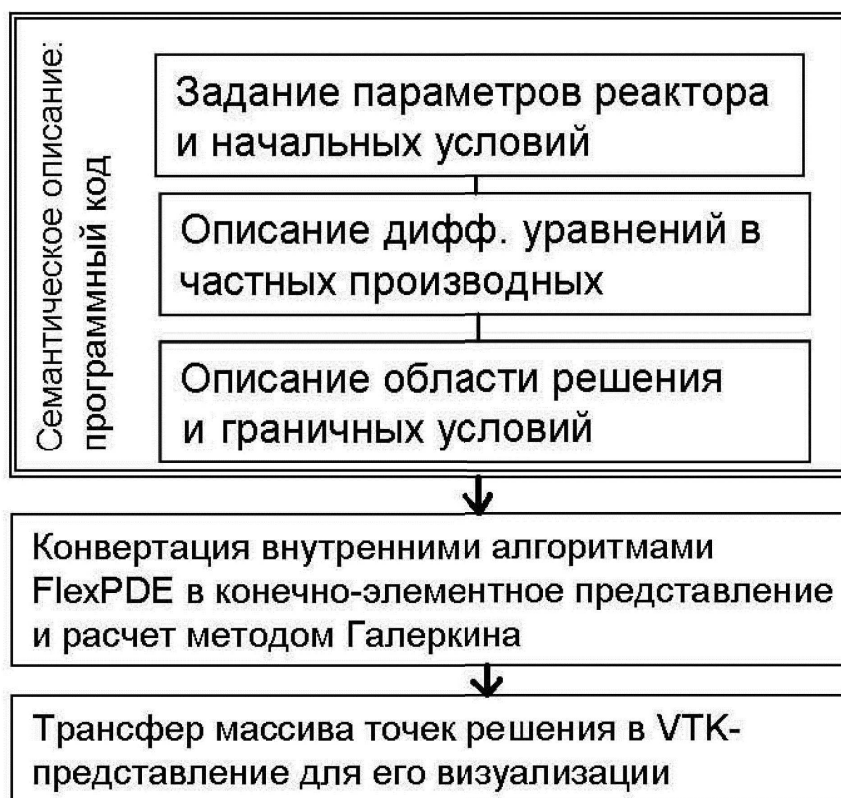 Семантическое описание:
программный код
Задание параметров реактора
и начальных условий
Описание дифф. уравнений в
частных производных
Описание области решения
и граничных условий
Конвертация внутренними алгоритмами
FlexPDE в конечно-элементное представление
и расчет методом Галеркина
Трансфер массива точек решения в VTK-
представление для его визуализации